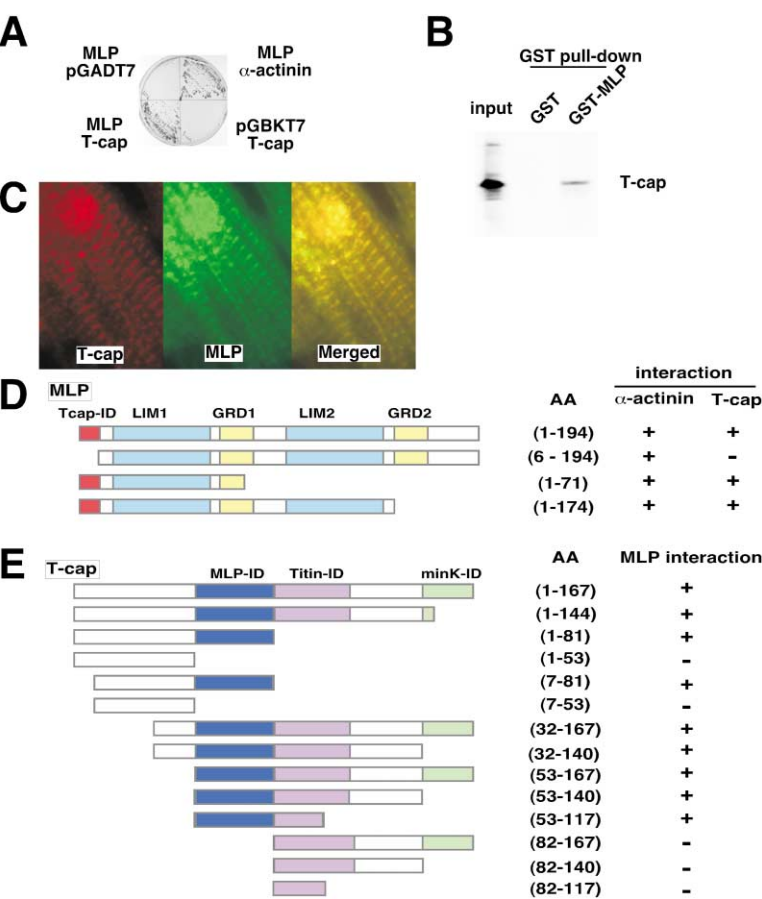 A
MLP
pGADT7
MLP
α-actinin
MLP
T-cap
pGBKT7
T-cap
B
GST pull-down
input
GST
GST-MLP
T-cap
C
T-cap
MLP
Merged
D
MLP
interaction
Tcap-ID LIM1 GRD1 LIM2 GRD2 AA α-actinin T-cap
(1-194) + +
(6 - 194) + -
(1-71) + +
(1-174) + +
E
T-cap
MLP-ID Titin-ID minK-ID AA MLP interaction
(1-167) +
(1-144) +
(1-81) +
(1-53) -
(7-81) +
(7-53) -
(32-167) +
(32-140) +
(53-167) +
(53-140) +
(53-117) +
(82-167) -
(82-140) -
(82-117) -